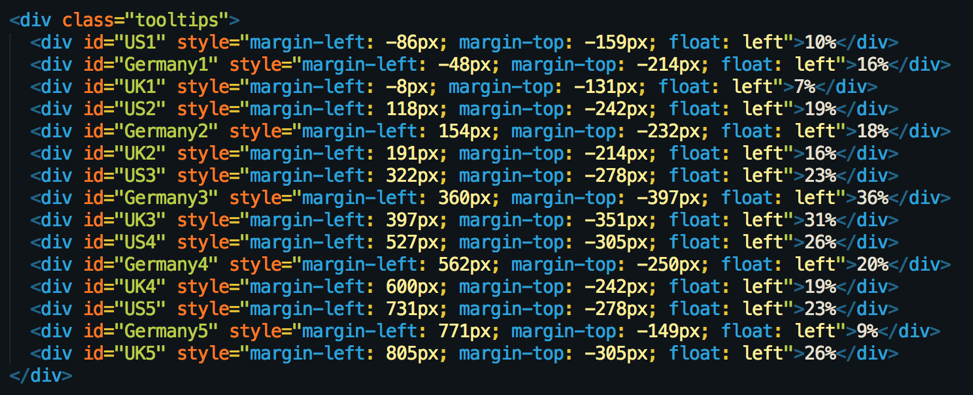 <div class="tooltips">
<div id="US1" style="margin-left: -86px; margin-top: -159px; float: left">10%</div>
<div id="Germany1" style="margin-left: -48px; margin-top: -214px; float: left">16%</div>
<div id="UK1" style="margin-left: -8px; margin-top: -131px; float: left">7%</div>
<div id="US2" style="margin-left: 118px; margin-top: -242px; float: left">19%</div>
<div id="Germany2" style="margin-left: 154px; margin-top: -232px; float: left">18%</div>
<div id="UK2" style="margin-left: 191px; margin-top: -214px; float: left">16%</div>
<div id="US3" style="margin-left: 322px; margin-top: -278px; float: left">23%</div>
<div id="Germany3" style="margin-left: 360px; margin-top: -397px; float: left">36%</div>
<div id="UK3" style="margin-left: 397px; margin-top: -351px; float: left">31%</div>
<div id="US4" style="margin-left: 527px; margin-top: -305px; float: left">26%</div>
<div id="Germany4" style="margin-left: 562px; margin-top: -250px; float: left">20%</div>
<div id="UK4" style="margin-left: 600px; margin-top: -242px; float: left">19%</div>
<div id="US5" style="margin-left: 731px; margin-top: -278px; float: left">23%</div>
<div id="Germany5" style="margin-left: 771px; margin-top: -149px; float: left">9%</div>
<div id="UK5" style="margin-left: 805px; margin-top: -305px; float: left">26%</div>
</div>